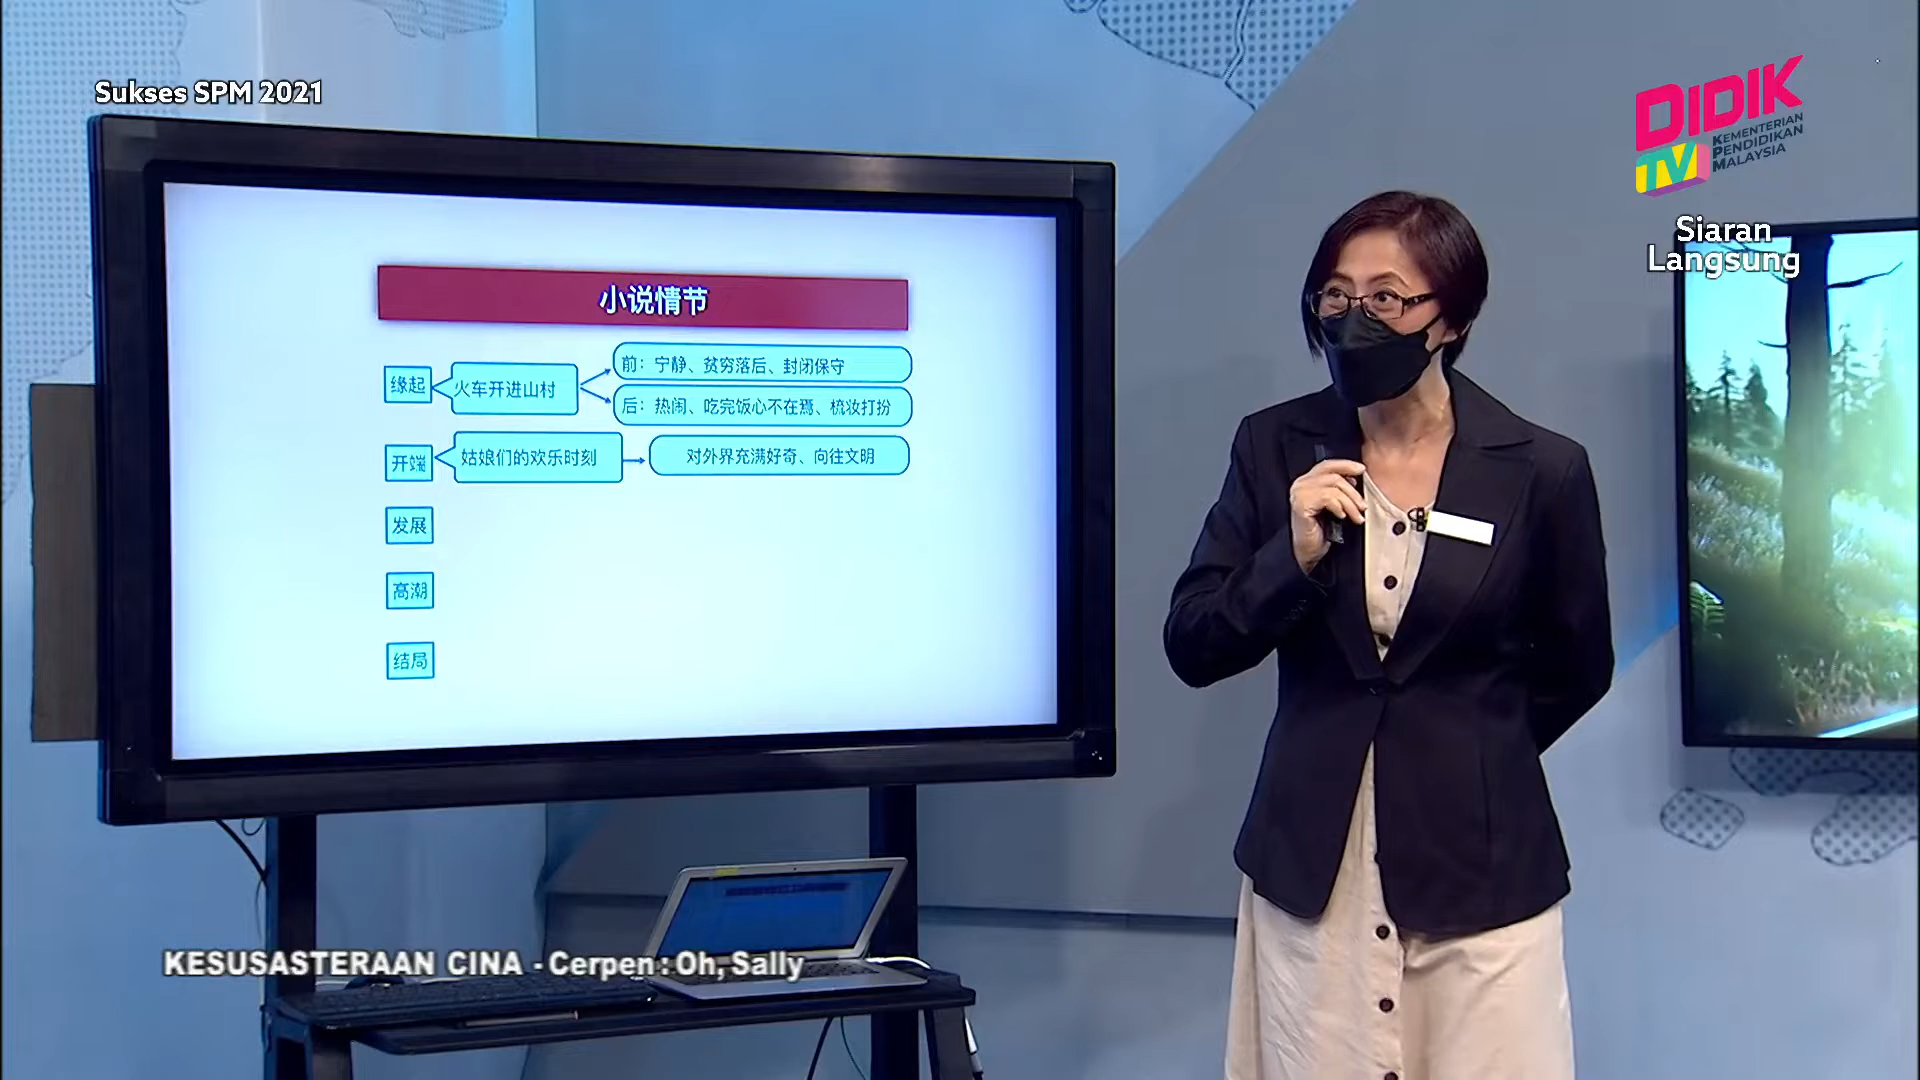 Sukses SPM 2021
DIDIK
TV
KEMENTERIAN
PENDIDIKAN
MALAYSIA
Siaran
Langsung
小说情节
缘起
火车开进山村
前：宁静、贫穷落后、封闭保守
后：热闹、吃完饭心不在焉、梳妆打扮
开端
姑娘们的欢乐时刻
对外界充满好奇、向往文明
发展
高潮
结局
KESUSASTERAAN CINA - Cerpen : Oh, Sally